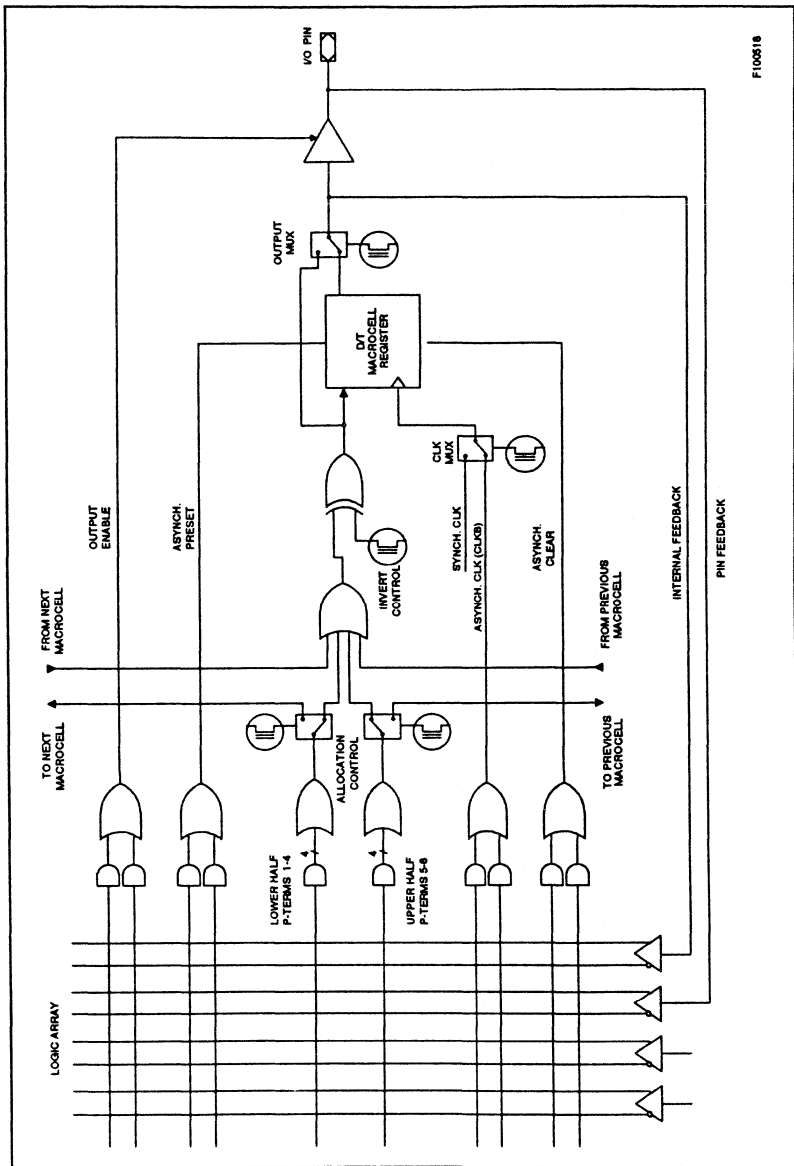 I/O PIN
F100518
OUTPUT
MUX
OUTPUT
ENABLE
ASYNCH.
PRESET
D/T
MACROCELL
REGISTER
CLK
MUX
SYNCH. CLK
ASYNCH. CLK (CLKB)
ASYNCH.
CLEAR
INTERNAL FEEDBACK
PIN FEEDBACK
INVERT
CONTROL
FROM NEXT
MACROCELL
FROM PREVIOUS
MACROCELL
TO NEXT
MACROCELL
ALLOCATION
CONTROL
TO PREVIOUS
MACROCELL
4
4
LOWER HALF
P-TERMS 1-4
UPPER HALF
P-TERMS 5-8
LOGIC ARRAY